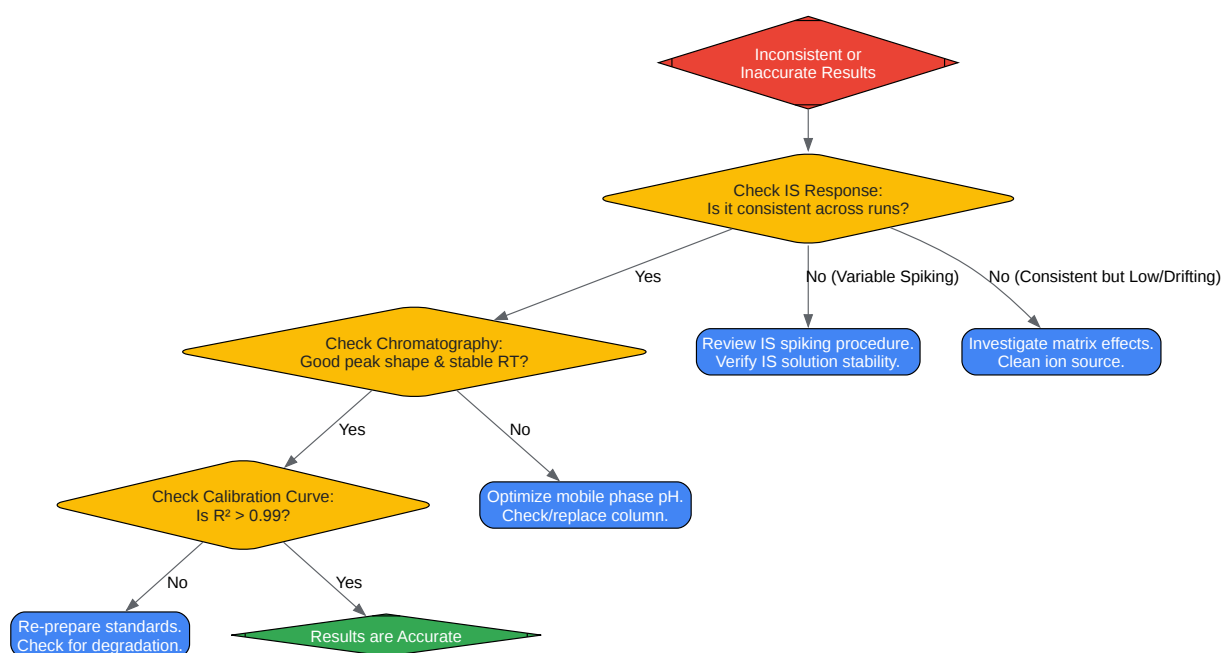 Inconsistent or
Inaccurate Results
Check IS Response:
Is it consistent across runs?
Yes
No (Variable Spiking)
No (Consistent but Low/Drifting)
Check Chromatography:
Good peak shape & stable RT?
Review IS spiking procedure.
Verify IS solution stability.
Investigate matrix effects.
Clean ion source.
Yes
No
Check Calibration Curve:
Is R² > 0.99?
Optimize mobile phase pH.
Check/replace column.
No
Yes
Re-prepare standards.
Check for degradation.
Results are Accurate